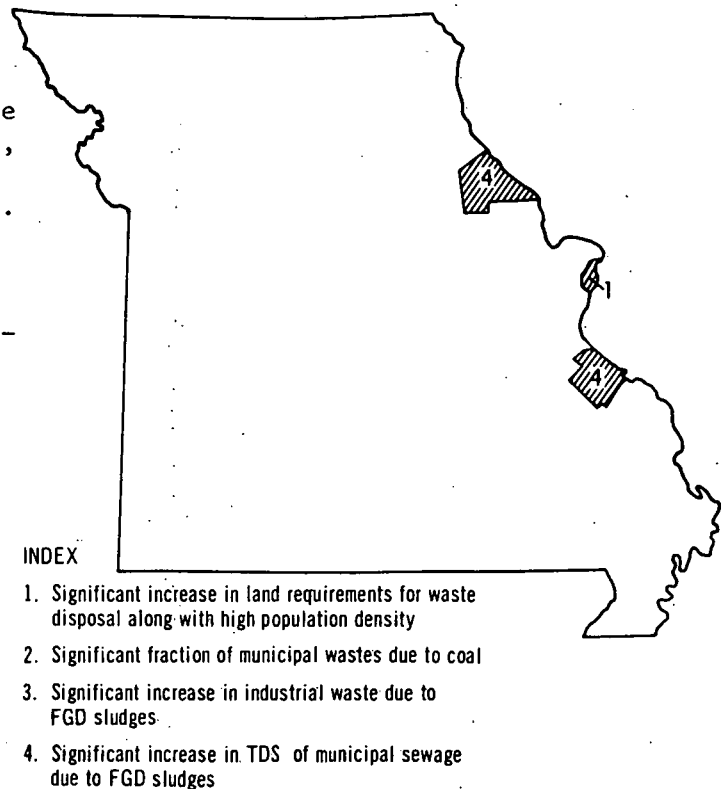 e
,
.
–
4
1
4
INDEX
1. Significant increase in land requirements for waste
disposal along with high population density
2. Significant fraction of municipal wastes due to coal
3. Significant increase in industrial waste due to
FGD sludges
4. Significant increase in TDS of municipal sewage
due to FGD sludges